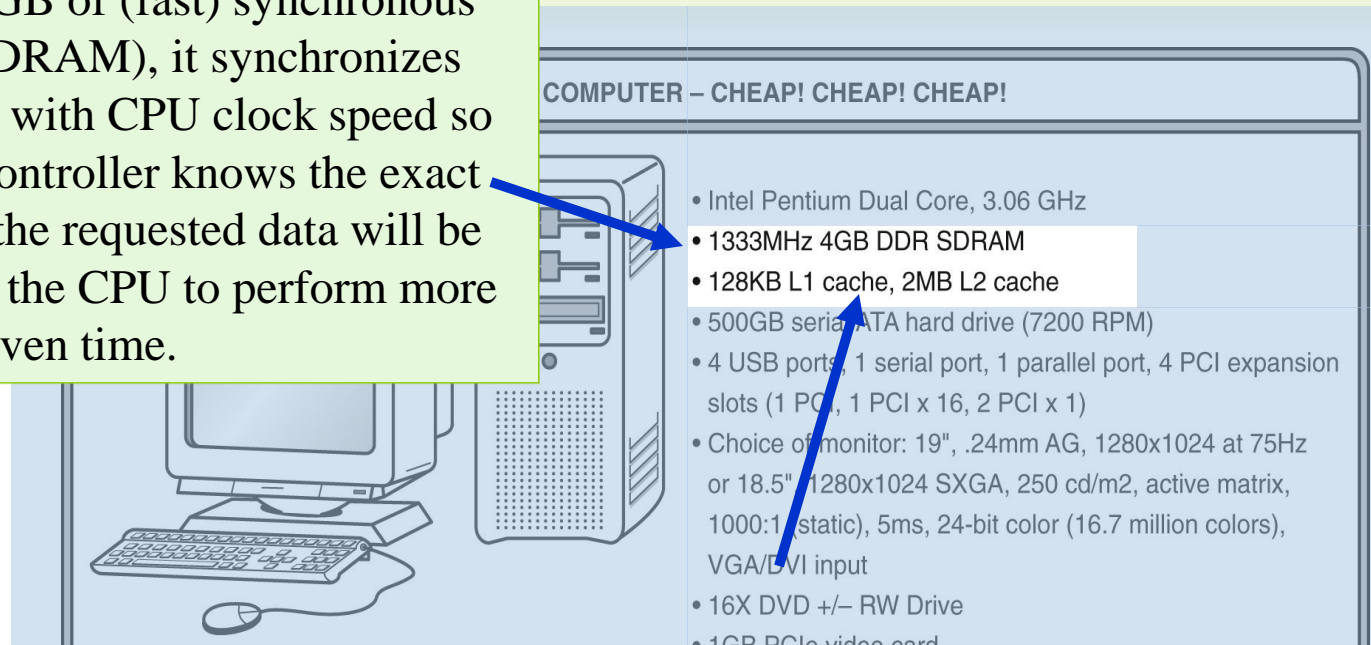 GB of (fast) synchronous
DRAM), it synchronizes
with CPU clock speed so
ontroller knows the exact
the requested data will be
the CPU to perform more
ven time.
COMPUTER – CHEAP! CHEAP! CHEAP!
• Intel Pentium Dual Core, 3.06 GHz
• 1333MHz 4GB DDR SDRAM
• 128KB L1 cache, 2MB L2 cache
• 500GB serial ATA hard drive (7200 RPM)
• 4 USB ports, 1 serial port, 1 parallel port, 4 PCI expansion
slots (1 PCI, 1 PCI x 16, 2 PCI x 1)
• Choice of monitor: 19", .24mm AG, 1280x1024 at 75Hz
or 18.5", 1280x1024 SXGA, 250 cd/m2, active matrix,
1000:1 (static), 5ms, 24-bit color (16.7 million colors),
VGA/DVI input
• 16X DVD +/– RW Drive
• 1GB PCIe video card